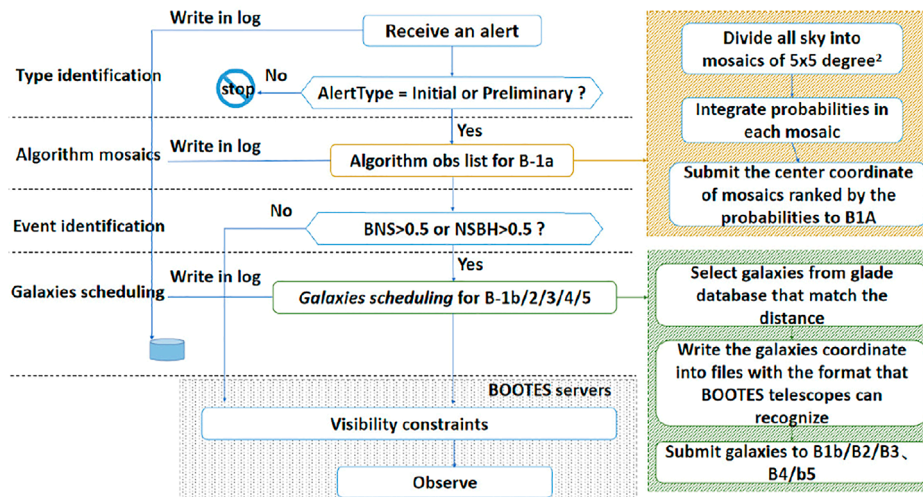 Write in log
Receive an alert
Type identification
stop
No
AlertType = Initial or Preliminary ?
Yes
Algorithm mosaics
Write in log
Algorithm obs list for B-1a
No
Event identification
BNS>0.5 or NSBH>0.5 ?
Yes
Galaxies scheduling
Write in log
Galaxies scheduling for B-1b/2/3/4/5
BOOTES servers
Visibility constraints
Observe
Divide all sky into
mosaics of 5x5 degree²
Integrate probabilities in
each mosaic
Submit the center coordinate
of mosaics ranked by the
probabilities to B1A
Select galaxies from glade
database that match the
distance
Write the galaxies coordinate
into files with the format that
BOOTES telescopes can
recognize
Submit galaxies to B1b/B2/B3、
B4/b5